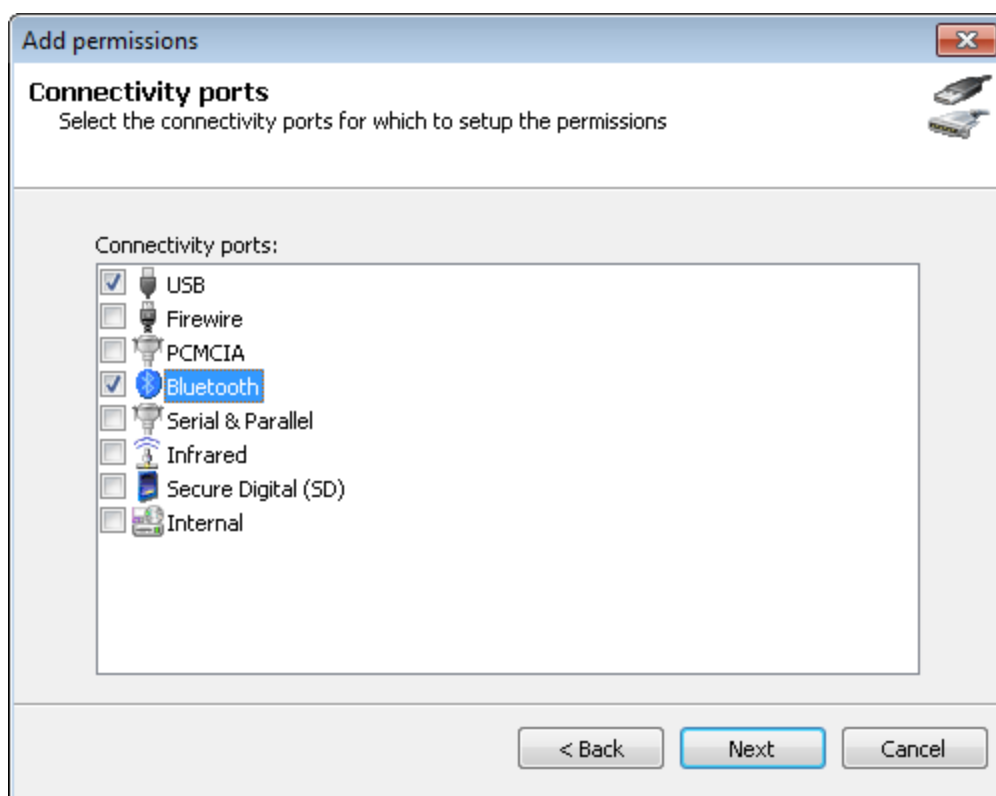 Add permissions
Connectivity ports
Select the connectivity ports for which to setup the permissions
Connectivity ports:
USB
Firewire
PCMCIA
Bluetooth
Serial & Parallel
Infrared
Secure Digital (SD)
Internal
< Back Next Cancel